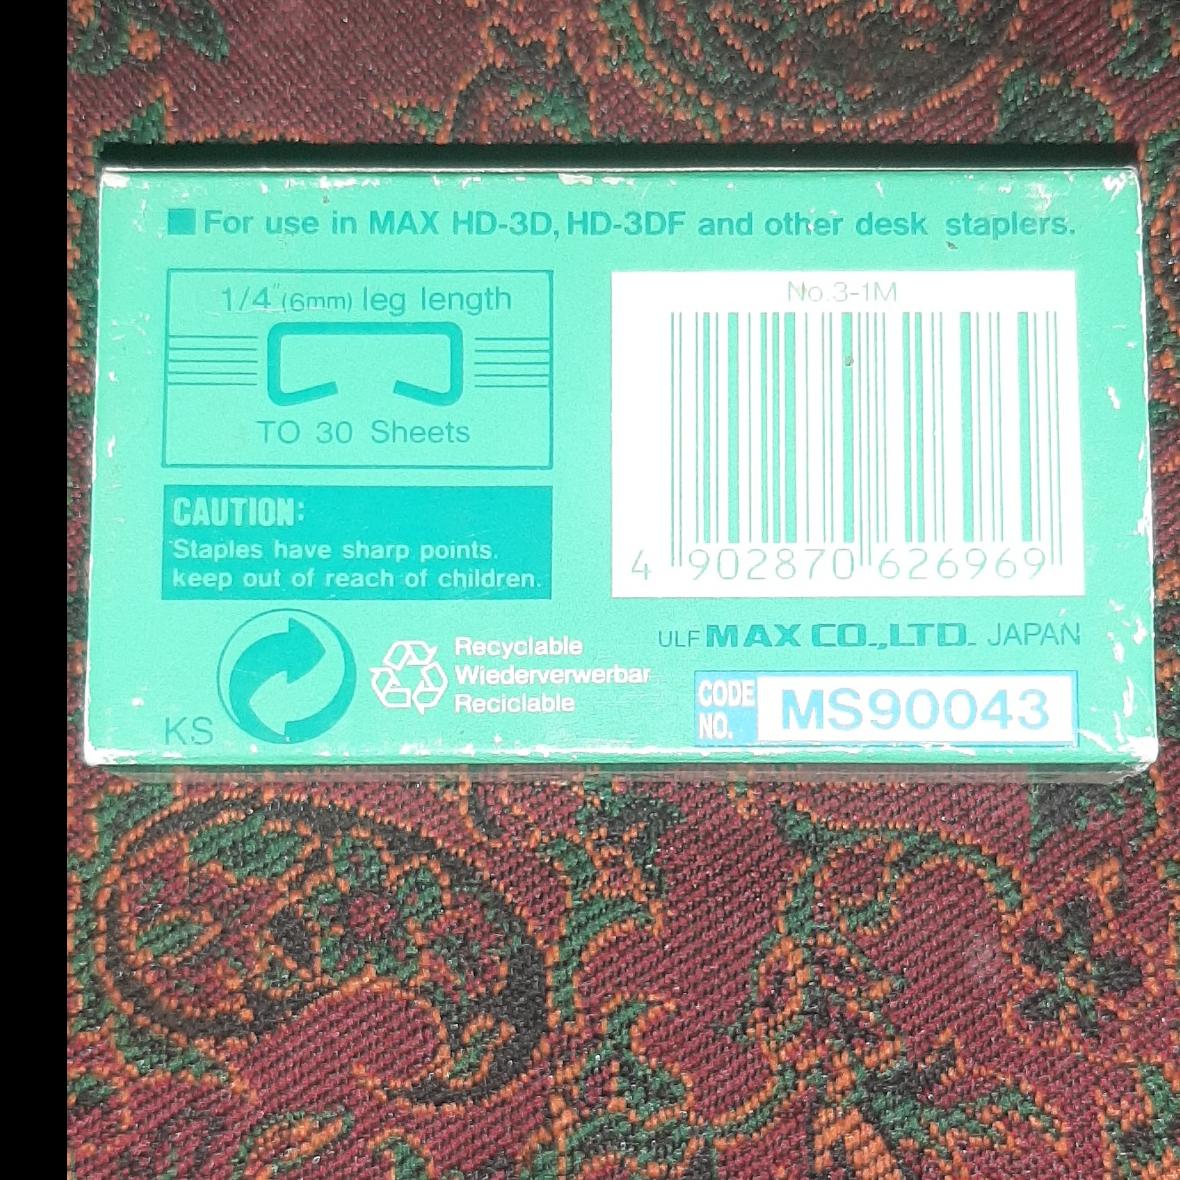 ■ For use in MAX HD-3D, HD-3DF and other desk staplers.
1/4" (6mm) leg length
TO 30 Sheets
CAUTION:
Staples have sharp points.
keep out of reach of children.
KS
Recyclable
Wiederverwerbar
Reciclable
No.3-1M
4 902870 626969
ULF MAX CO.,LTD. JAPAN
CODE NO. MS90043